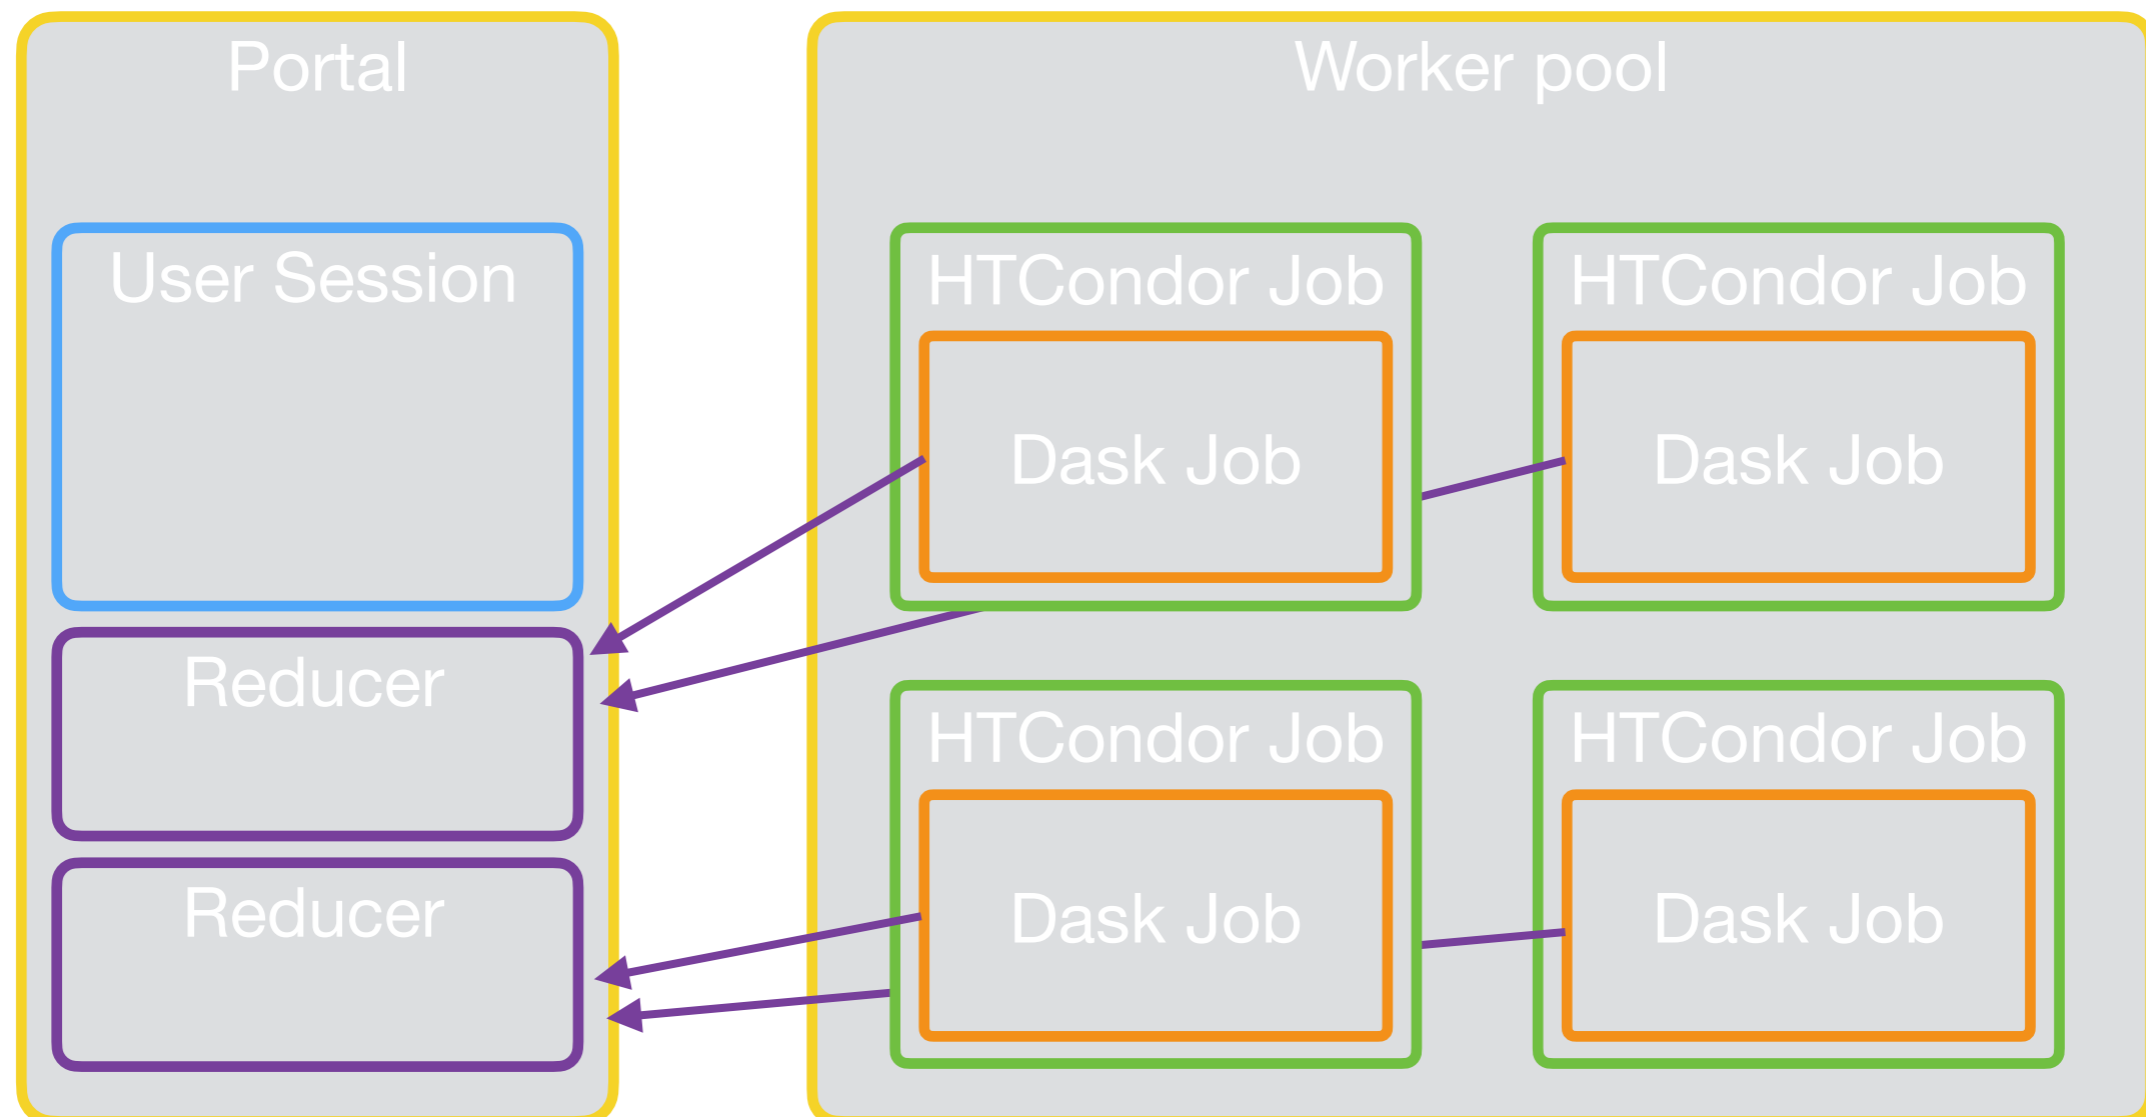 Portal
User Session
Reducer
Reducer
Worker pool
HTCondor Job
Dask Job
HTCondor Job
Dask Job
HTCondor Job
Dask Job
HTCondor Job
Dask Job